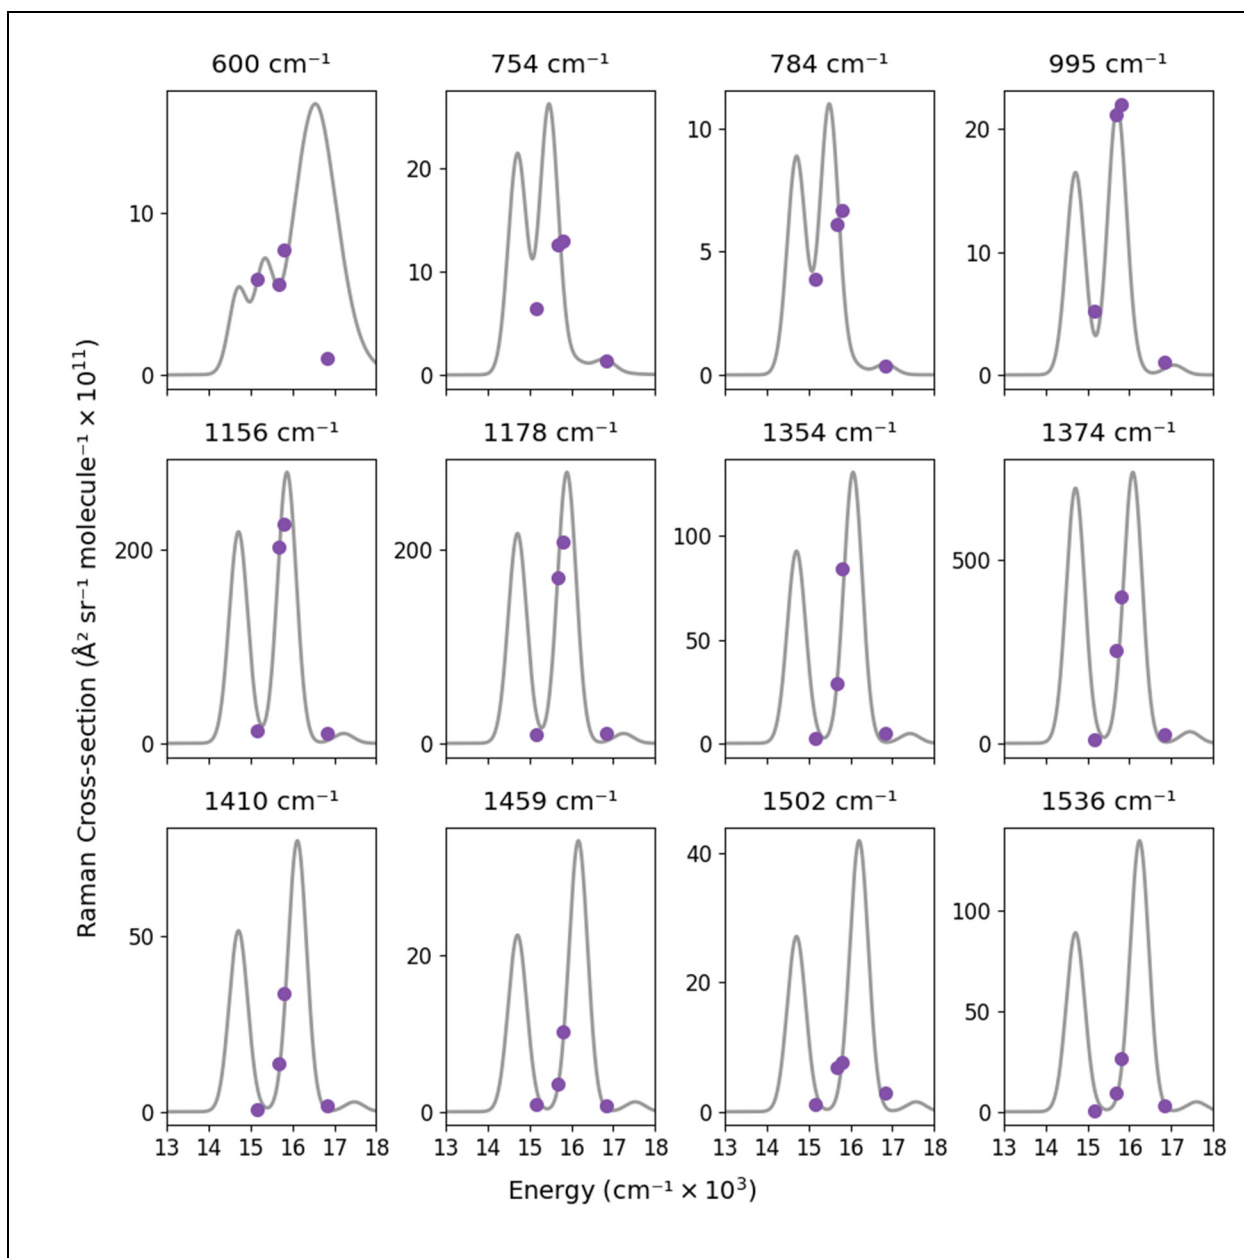 600 cm⁻¹ 754 cm⁻¹ 784 cm⁻¹ 995 cm⁻¹
10 20 10 20
10 5 10
0 0 0 0
1156 cm⁻¹ 1178 cm⁻¹ 1354 cm⁻¹ 1374 cm⁻¹
200 200 100 500
50
0 0 0 0
1410 cm⁻¹ 1459 cm⁻¹ 1502 cm⁻¹ 1536 cm⁻¹
50 20 40 100
20 50
0 0 0 0
13 14 15 16 17 18 13 14 15 16 17 18 13 14 15 16 17 18 13 14 15 16 17 18
Energy (cm⁻¹ × 10³)
Raman Cross-section (Å² sr⁻¹ molecule⁻¹ × 10¹¹)